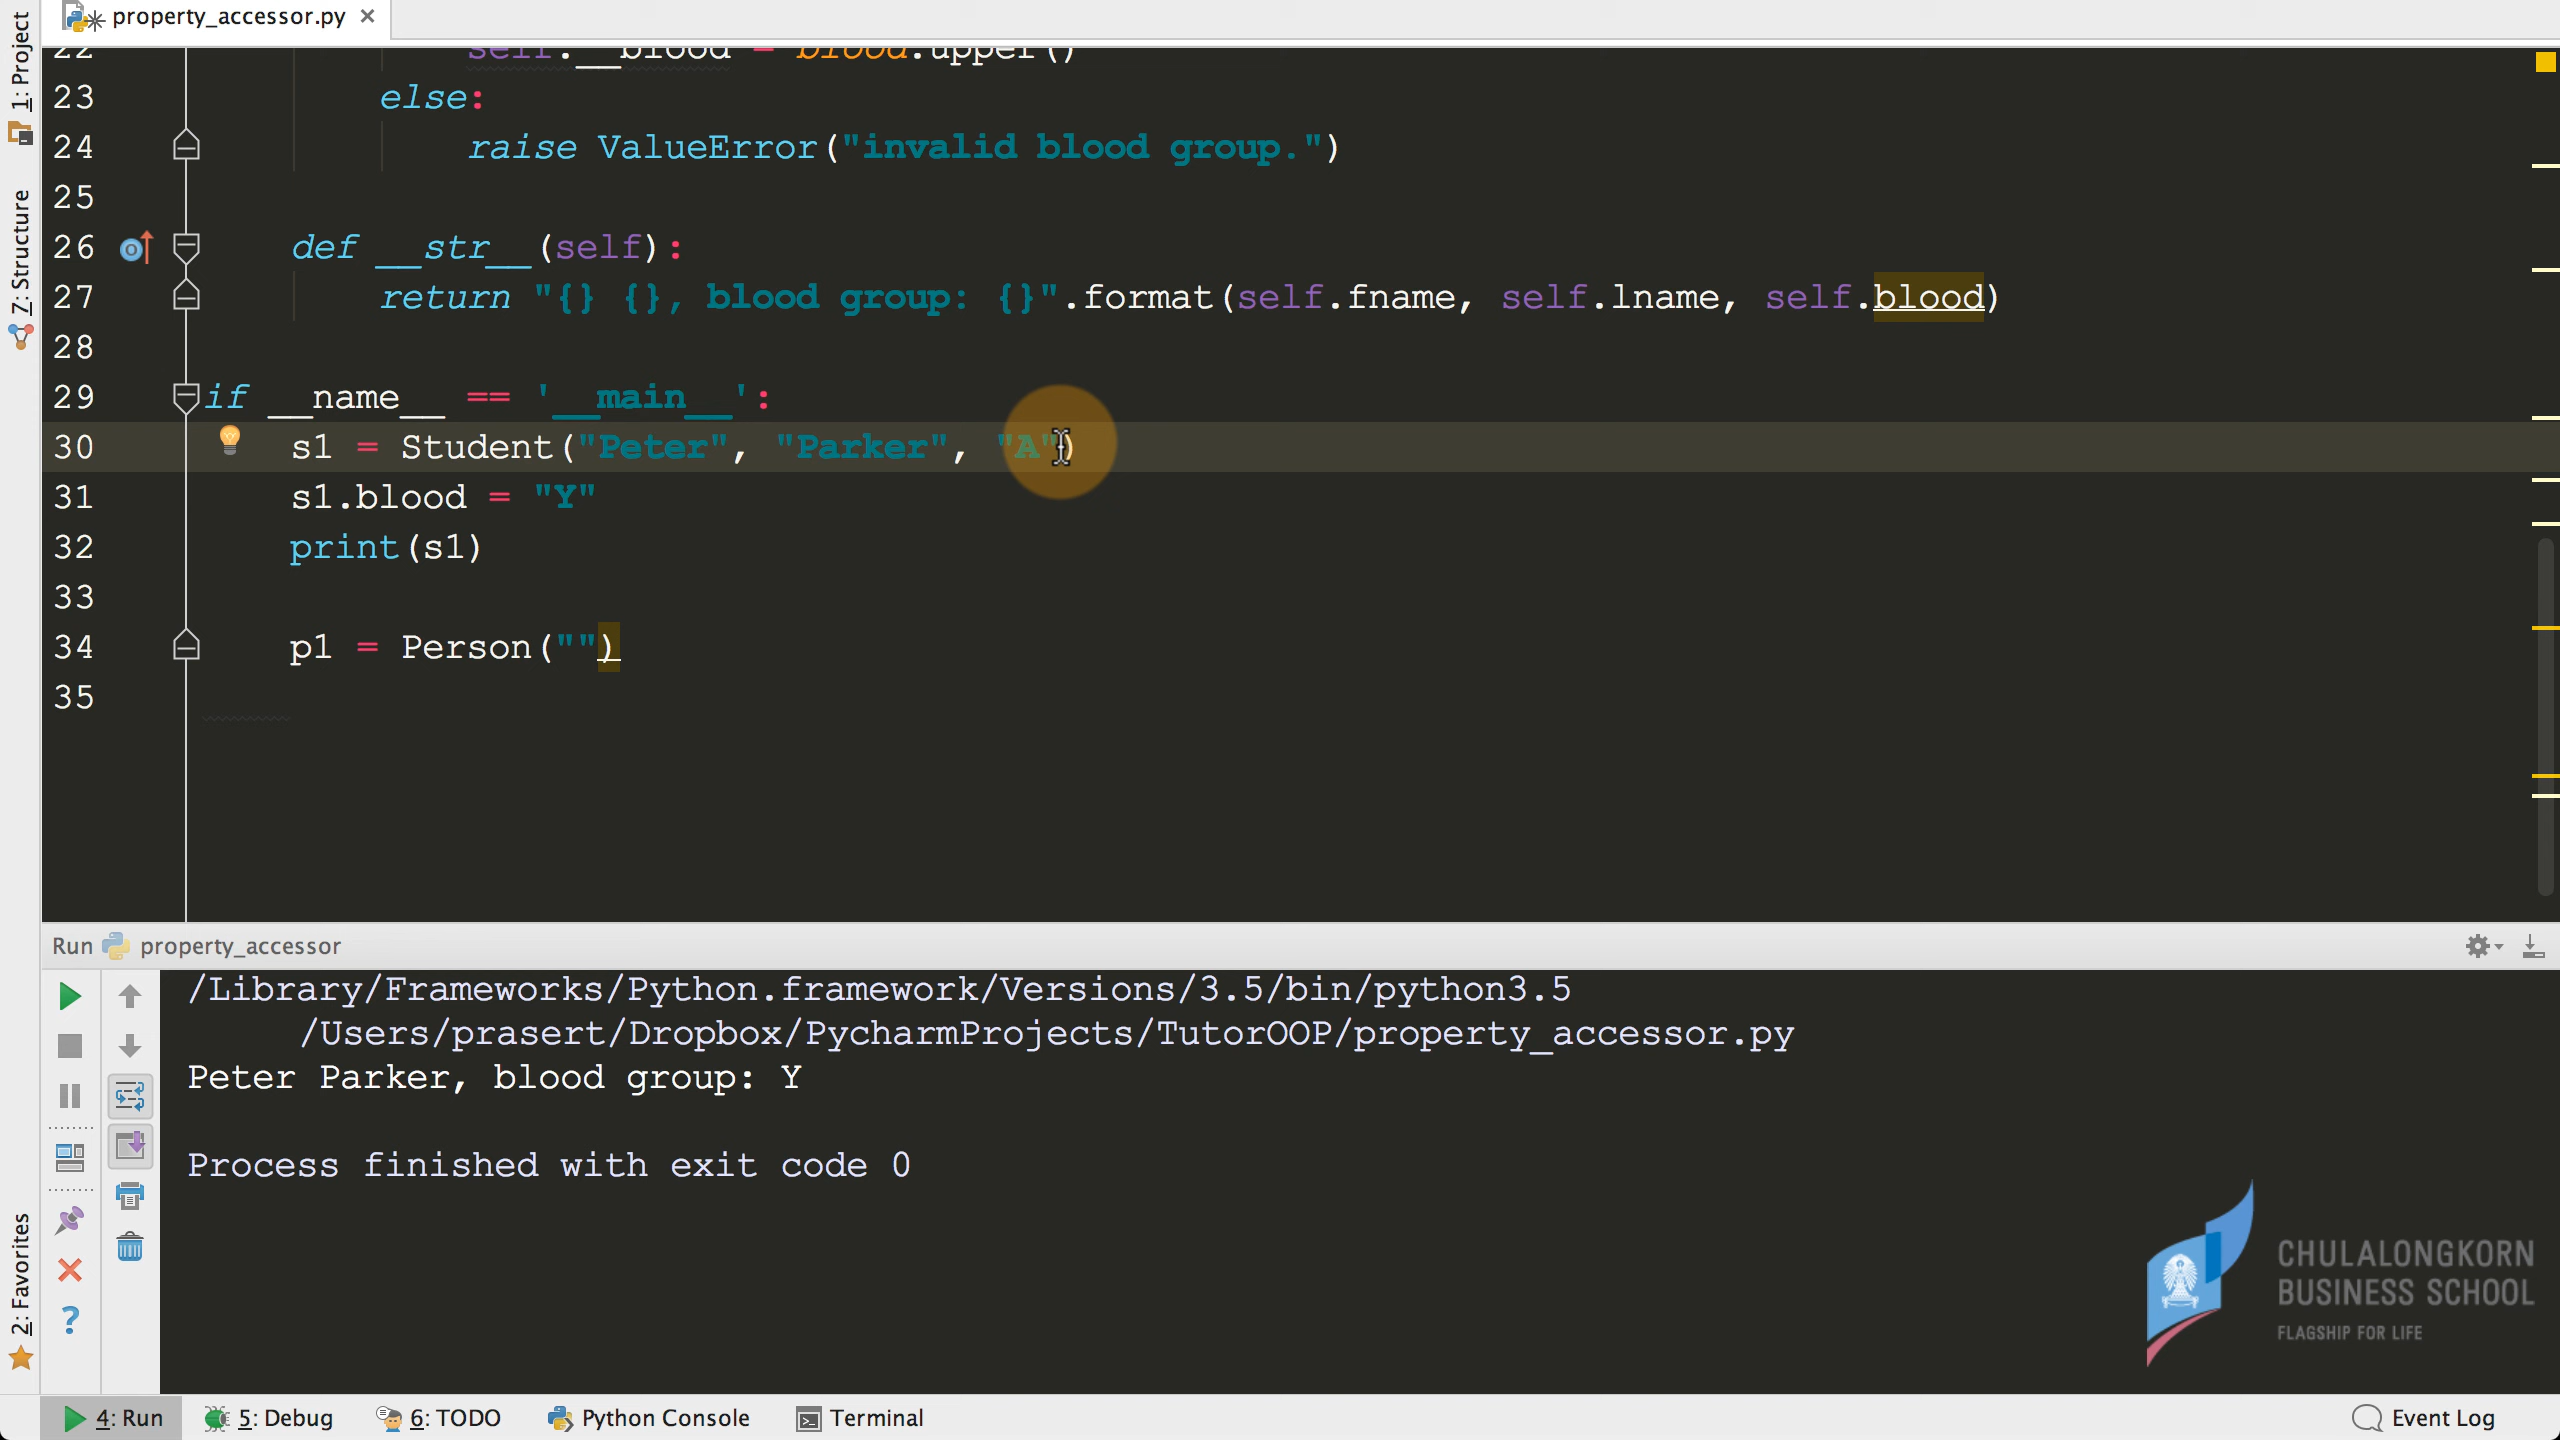 property_accessor.py
1: Project
7: Structure
2: Favorites
22 self.__blood = blood.upper()
23 else:
24 raise ValueError("invalid blood group.")
25
26 def __str__(self):
27 return "{} {}, blood group: {}".format(self.fname, self.lname, self.blood)
28
29 if __name__ == '__main__':
30 s1 = Student("Peter", "Parker", "A")
31 s1.blood = "Y"
32 print(s1)
33
34 p1 = Person("")
35
Run property_accessor
/Library/Frameworks/Python.framework/Versions/3.5/bin/python3.5
/Users/prasert/Dropbox/PycharmProjects/TutorOOP/property_accessor.py
Peter Parker, blood group: Y
Process finished with exit code 0
CHULALONGKORN
BUSINESS SCHOOL
FLAGSHIP FOR LIFE
4: Run 5: Debug 6: TODO Python Console Terminal Event Log